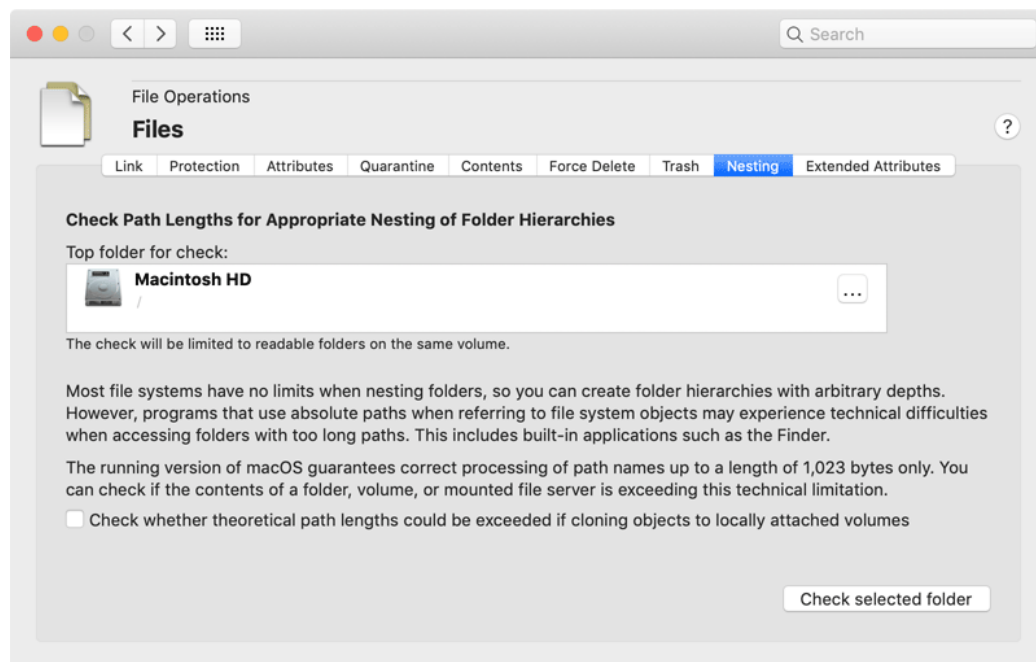 Search
File Operations
Files
?
Link Protection Attributes Quarantine Contents Force Delete Trash Nesting Extended Attributes
Check Path Lengths for Appropriate Nesting of Folder Hierarchies
Top folder for check:
Macintosh HD
/
...
The check will be limited to readable folders on the same volume.
Most file systems have no limits when nesting folders, so you can create folder hierarchies with arbitrary depths.
However, programs that use absolute paths when referring to file system objects may experience technical difficulties
when accessing folders with too long paths. This includes built-in applications such as the Finder.
The running version of macOS guarantees correct processing of path names up to a length of 1,023 bytes only. You
can check if the contents of a folder, volume, or mounted file server is exceeding this technical limitation.
Check whether theoretical path lengths could be exceeded if cloning objects to locally attached volumes
Check selected folder